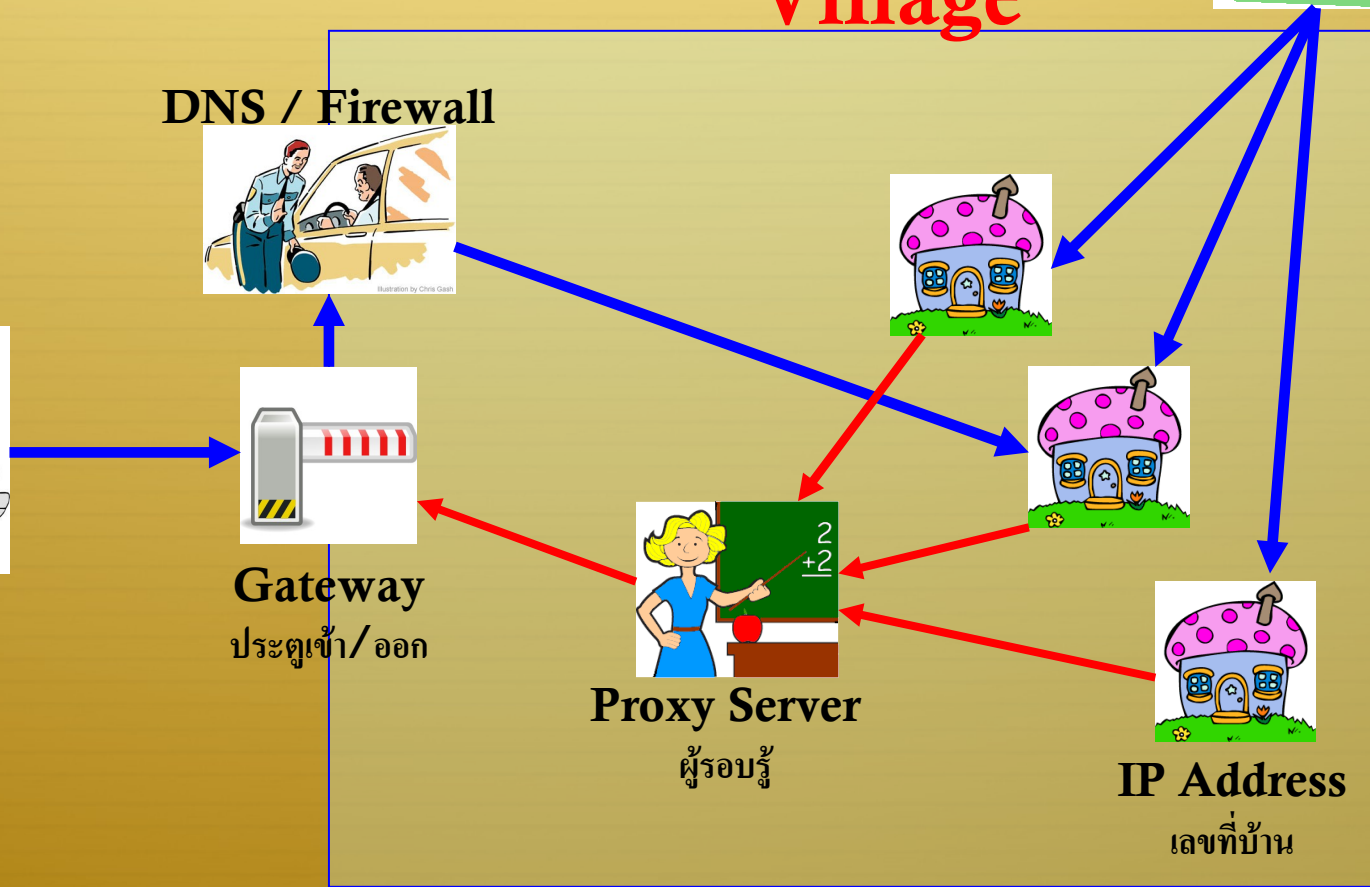 Village
DNS / Firewall
Illustration by Chris Gash
Gateway
ประตูเข้า/ออก
2
+2
Proxy Server
ผู้รอบรู้
IP Address
เลขที่บ้าน